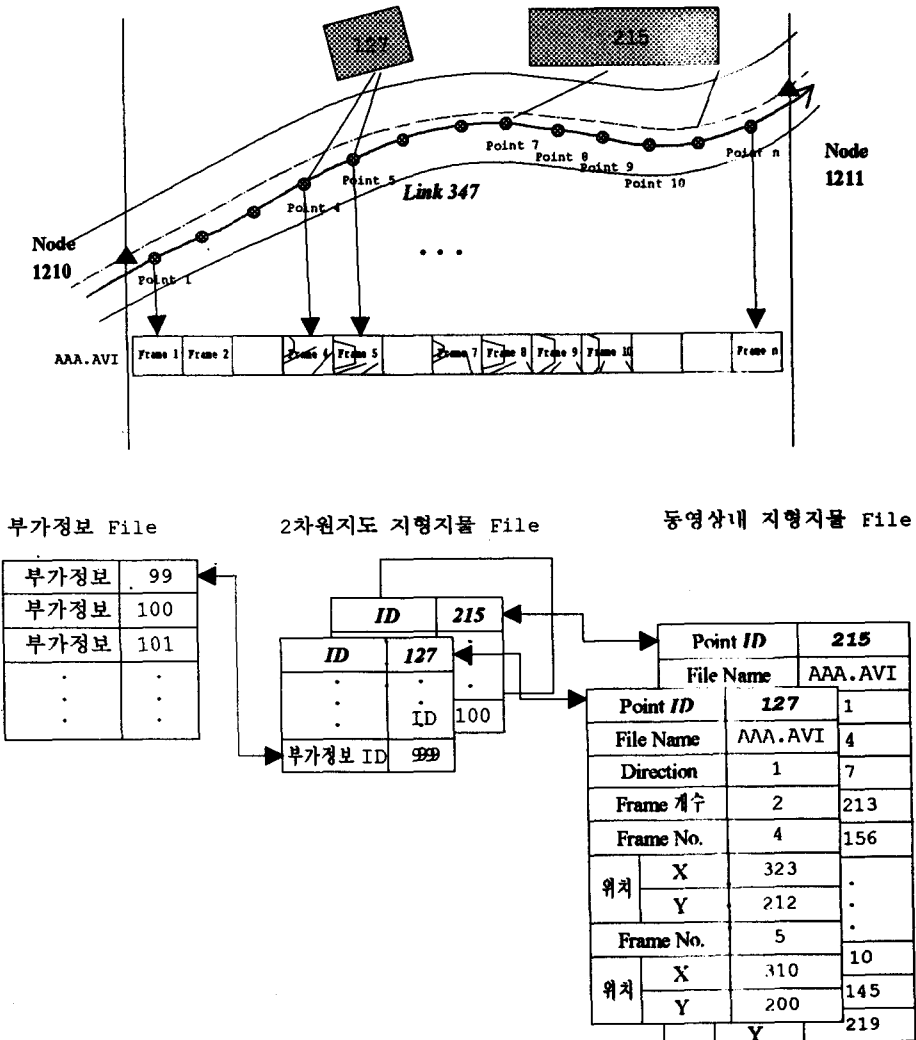 127
215
Point 7
Point 8
Point 9
Point 10
Point n
Node
1211
Point 5
Link 347
Point 4
Node
1210
Point 1
. . .
AAA.AVI
Frame 1
Frame 2
Frame 4
Frame 5
Frame 7
Frame 8
Frame 9
Frame 10
Frame n
부가정보 File
2차원지도 지형지물 File
동영상내 지형지물 File
부가정보 99
부가정보 100
부가정보 101
ID 215
ID 127
ID 100
부가정보 ID
Point ID 215
File Name AAA.AVI
1
4
7
213
156
10
145
Y 219
Point ID 127
File Name AAA.AVI
Direction 1
Frame 개수 2
Frame No. 4
위치
X 323
Y 212
Frame No. 5
위치
X 310
Y 200